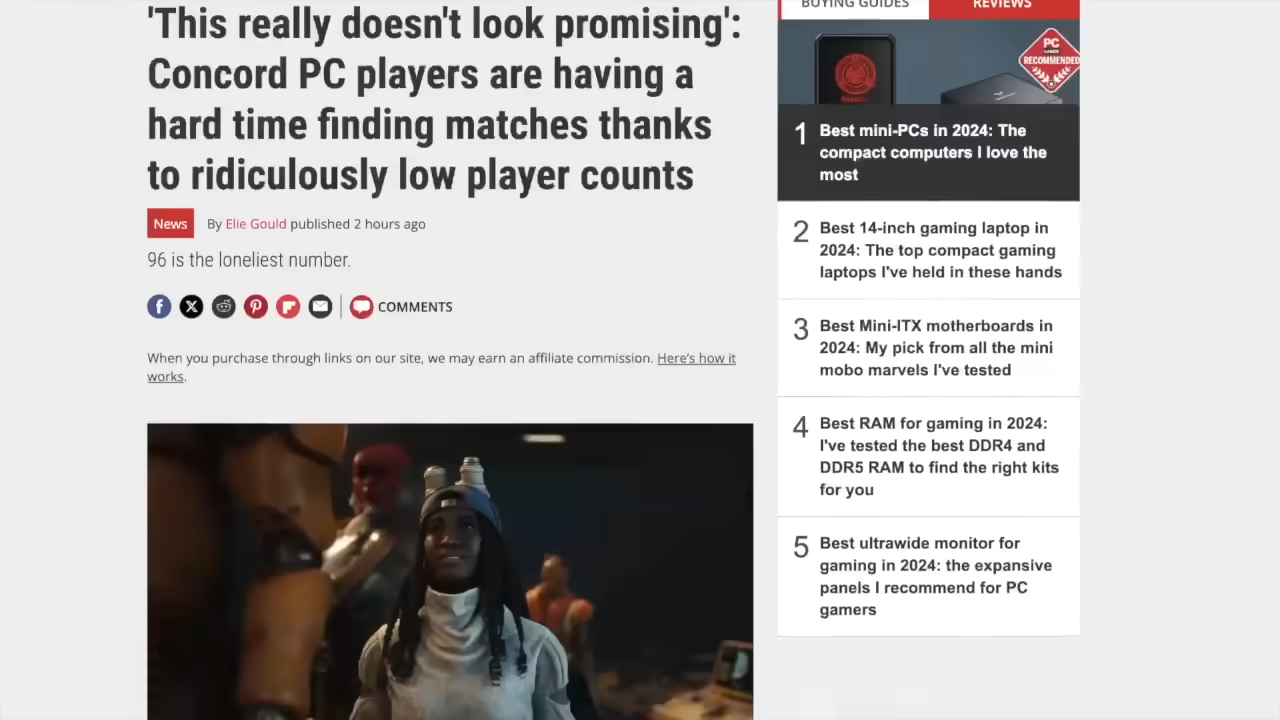 'This really doesn't look promising':
Concord PC players are having a
hard time finding matches thanks
to ridiculously low player counts
News By Elie Gould published 2 hours ago
96 is the loneliest number.
COMMENTS
When you purchase through links on our site, we may earn an affiliate commission. Here's how it
works.
BUYING GUIDES REVIEWS
PC
GAMER
RECOMMENDED
1 Best mini-PCs in 2024: The
compact computers I love the
most
2 Best 14-inch gaming laptop in
2024: The top compact gaming
laptops I've held in these hands
3 Best Mini-ITX motherboards in
2024: My pick from all the mini
mobo marvels I've tested
4 Best RAM for gaming in 2024:
I've tested the best DDR4 and
DDR5 RAM to find the right kits
for you
5 Best ultrawide monitor for
gaming in 2024: the expansive
panels I recommend for PC
gamers